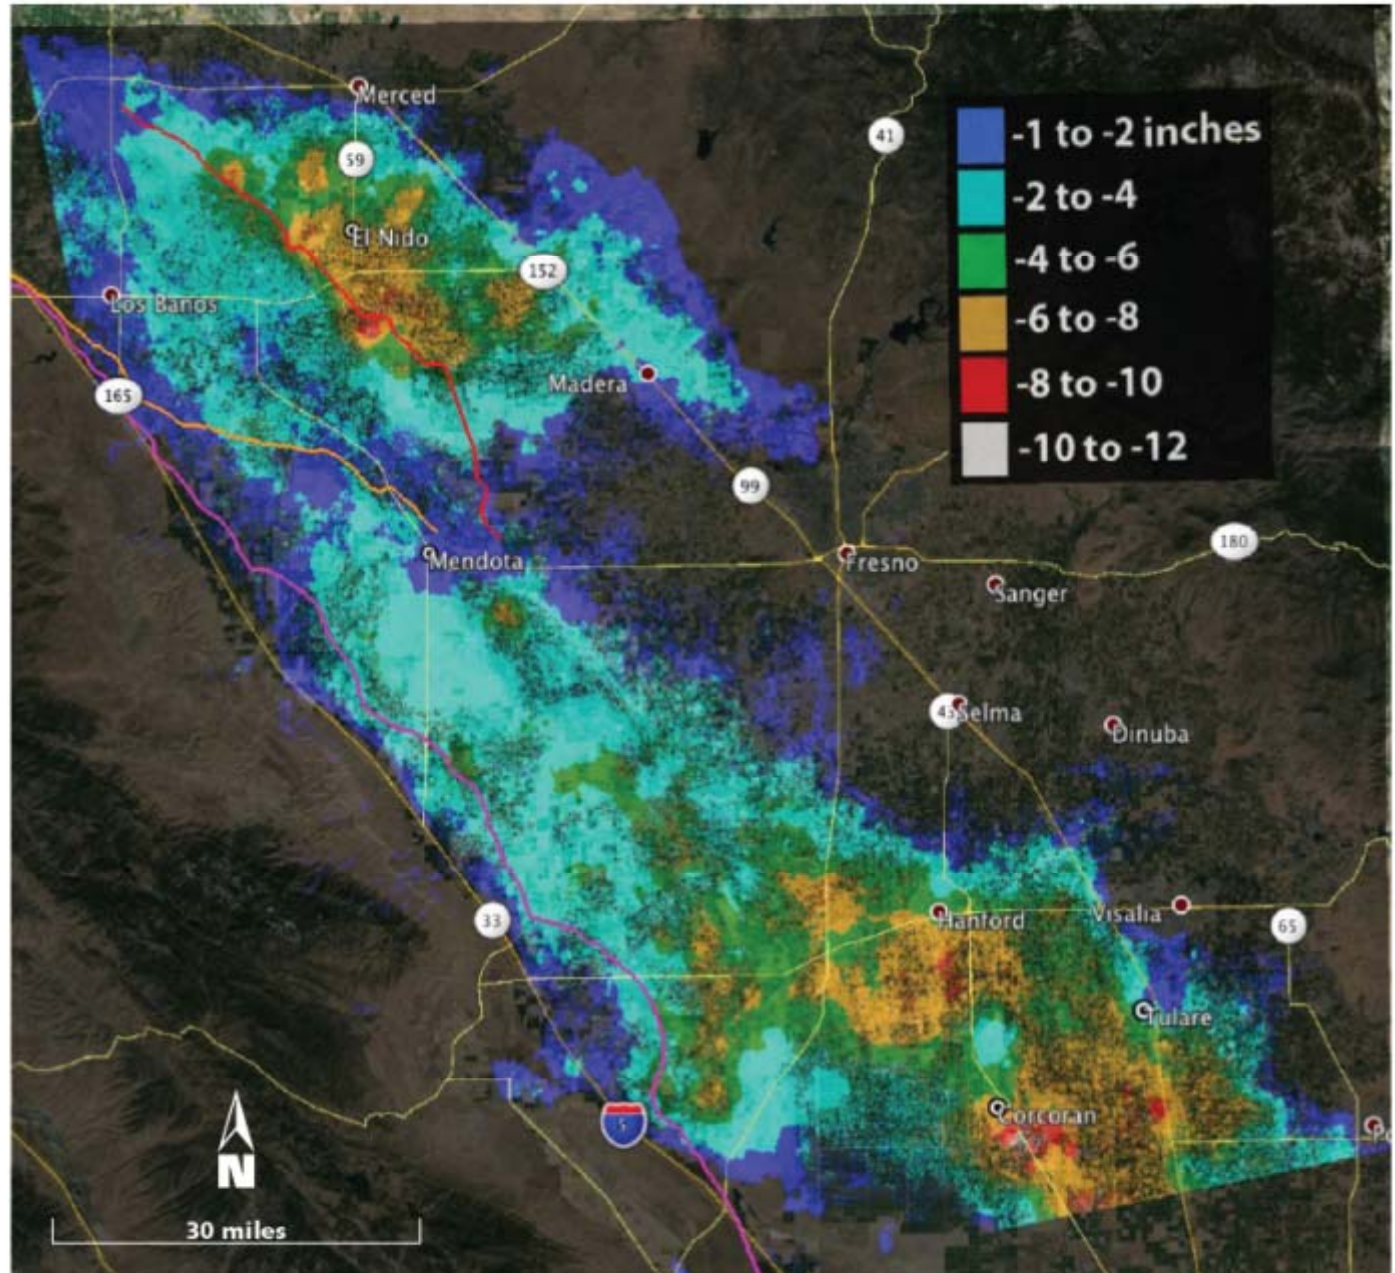 Merced
41
-1 to -2 inches
59
-2 to -4
El Nido
-4 to -6
152
Los Banos
-6 to -8
Madera
-8 to -10
165
-10 to -12
99
180
Mendota
Fresno
Sanger
Selma
Dinuba
33
Hanford
Visalia
65
Tulare
Corcoran
5
N
30 miles